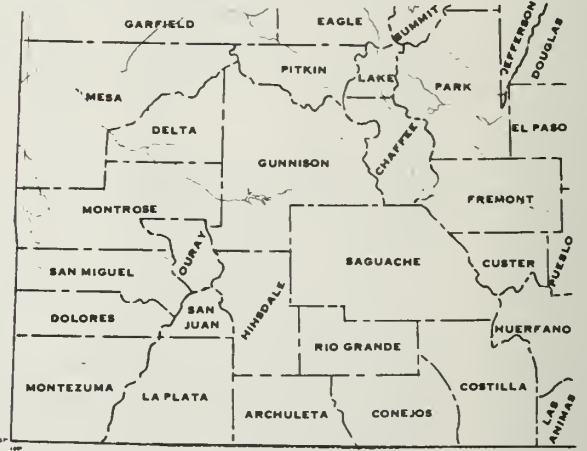 GARFIELD
EAGLE
SUMMIT
JEFFERSON
DOUGLAS
MESA
PITKIN
LAKE
PARK
DELTA
GUNNISON
CHAFFEE
EL PASO
MONTROSE
FREMONT
SAN MIGUEL
OURAY
SAGUACHE
CUSTER
PUEBLO
DOLORES
SAN
JUAN
HINSDALE
RIO GRANDE
HUERFANO
MONTEZUMA
LA PLATA
ARCHULETA
CONEJOS
COSTILLA
LAS
ANIMAS